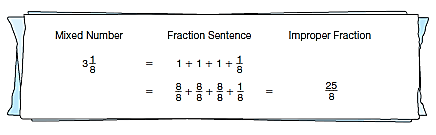 Mixed Number Fraction Sentence Improper Fraction
3 1/8 = 1 + 1 + 1 + 1/8
= 8/8 + 8/8 + 8/8 + 1/8 = 25/8